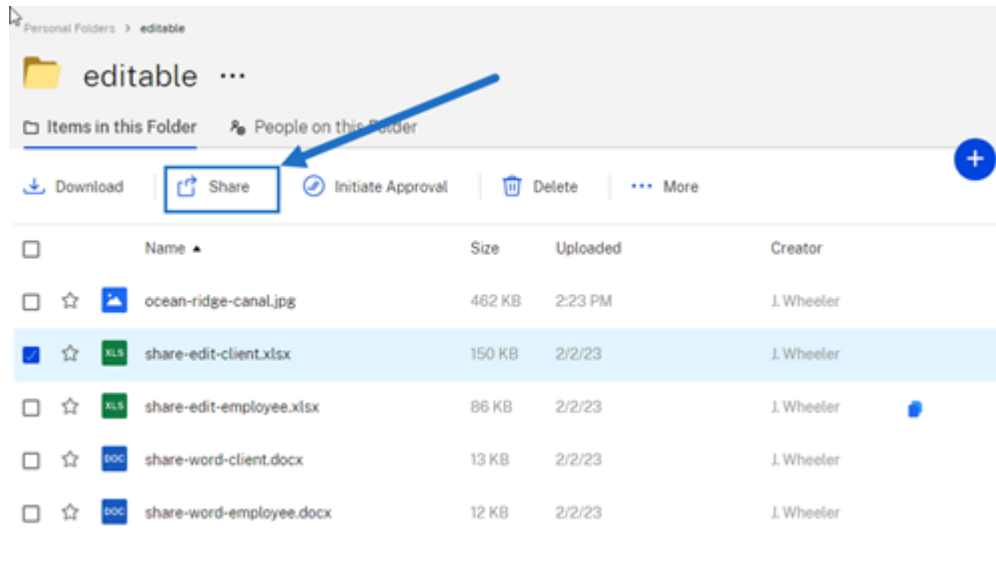 Personal Folders > editable
editable ...
Items in this Folder People on this Folder
Download Share Initiate Approval Delete ... More
+
Name Size Uploaded Creator
ocean-ridge-canal.jpg 462 KB 2:23 PM J. Wheeler
XLS share-edit-client.xlsx 150 KB 2/2/23 J. Wheeler
XLS share-edit-employee.xlsx 86 KB 2/2/23 J. Wheeler
DOC share-word-client.docx 13 KB 2/2/23 J. Wheeler
DOC share-word-employee.docx 12 KB 2/2/23 J. Wheeler